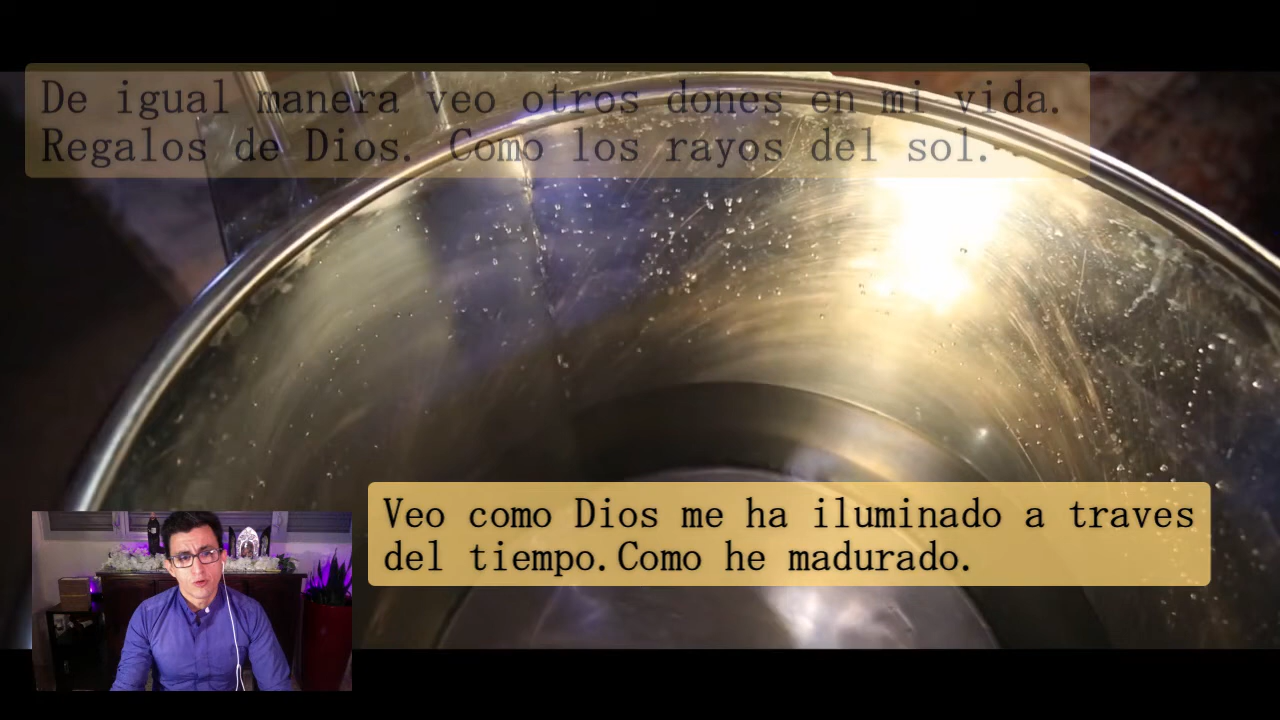 De igual manera veo otros dones en mi vida.
Regalos de Dios. Como los rayos del sol.
Veo como Dios me ha iluminado a traves
del tiempo.Como he madurado.